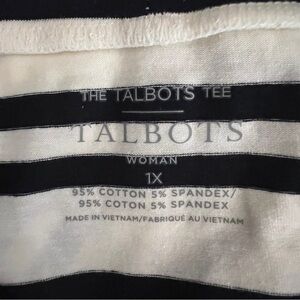 THE TALBOTS TEE
TALBOTS
WOMAN
1X
95% COTTON 5% SPANDEX/
95% COTON 5% SPANDEX
MADE IN VIETNAM/FABRIQUÉ AU VIETNAM